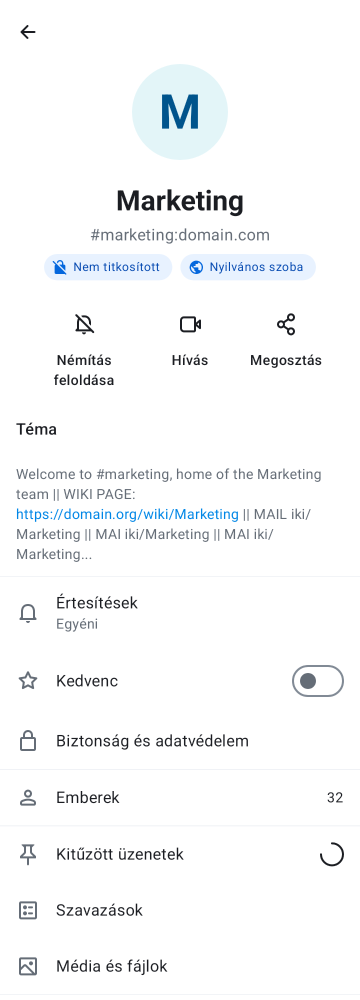 M
Marketing
#marketing:domain.com
Nem titkosított
Nyilvános szoba
Némítás
feloldása
Hívás
Megosztás
Téma
Welcome to #marketing, home of the Marketing
team || WIKI PAGE:
https://domain.org/wiki/Marketing || MAIL iki/
Marketing || MAI iki/Marketing || MAI iki/
Marketing...
Értesítések
Egyéni
Kedvenc
Biztonság és adatvédelem
Emberek 32
Kitűzött üzenetek
Szavazások
Média és fájlok